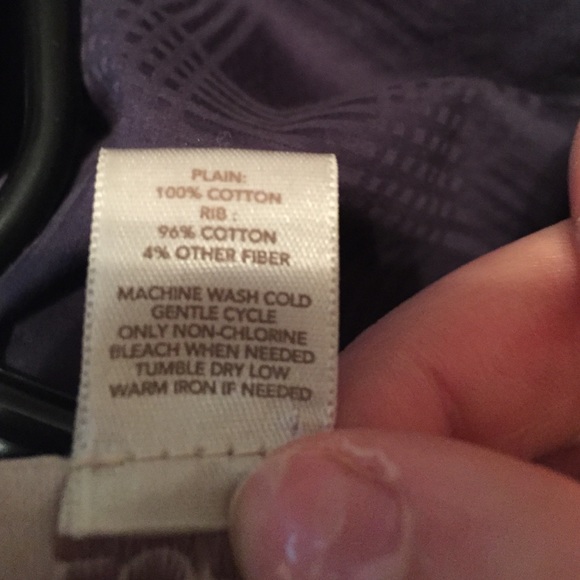 PLAIN:
100% COTTON
RIB :
96% COTTON
4% OTHER FIBER
MACHINE WASH COLD
GENTLE CYCLE
ONLY NON-CHLORINE
BLEACH WHEN NEEDED
TUMBLE DRY LOW
WARM IRON IF NEEDED